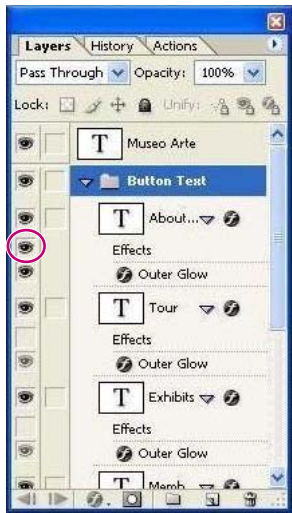 Layers History Actions
Pass Through Opacity: 100%
Lock: Unify:
T Museo Arte
Button Text
T About...
Effects
Outer Glow
T Tour
Effects
Outer Glow
T Exhibits
Effects
Outer Glow
T Memb